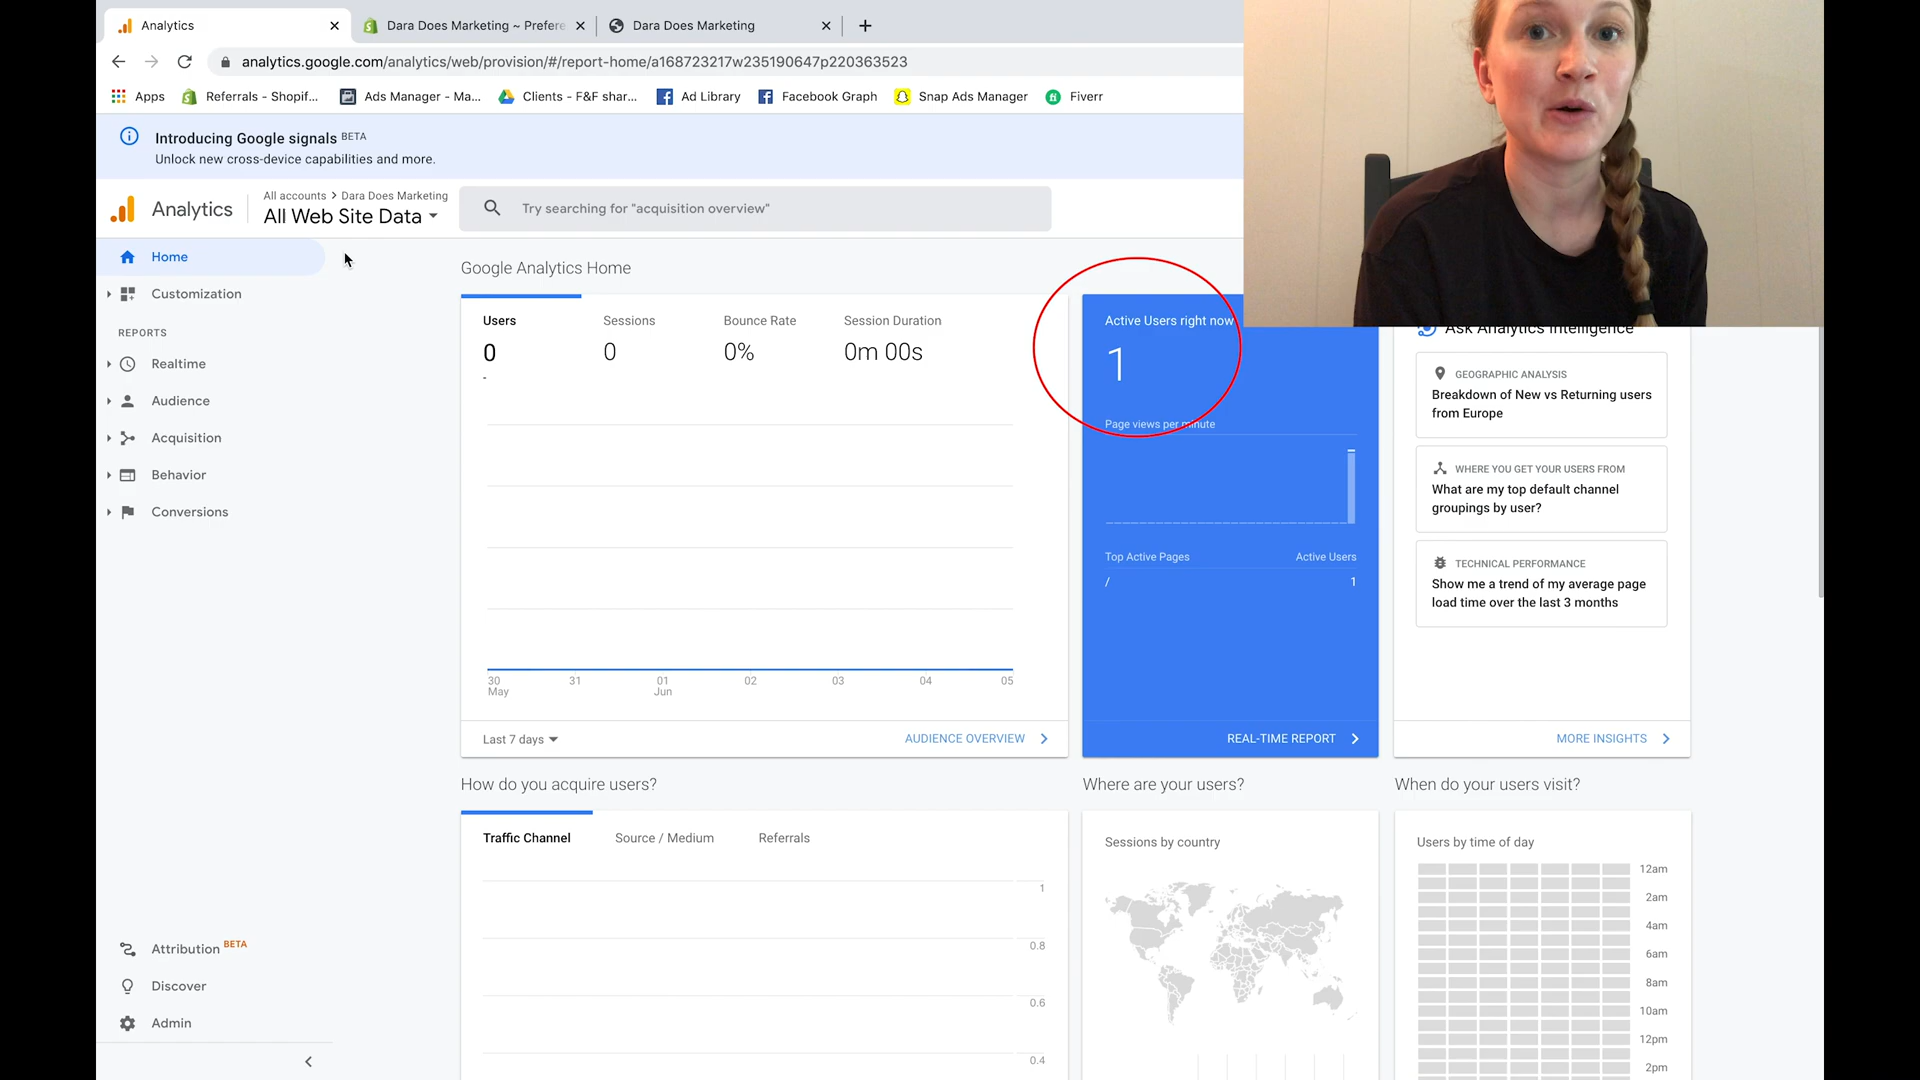 Analytics
Dara Does Marketing ~ Prefere
Dara Does Marketing
analytics.google.com/analytics/web/provision/#/report-home/a168723217w235190647p220363523
Apps
Referrals - Shopif...
Ads Manager - Ma...
Clients - F&F shar...
Ad Library
Facebook Graph
Snap Ads Manager
Fiverr
Introducing Google signals BETA
Unlock new cross-device capabilities and more.
Analytics
All accounts > Dara Does Marketing
All Web Site Data
Try searching for "acquisition overview"
Home
Customization
REPORTS
Realtime
Audience
Acquisition
Behavior
Conversions
Attribution BETA
Discover
Admin
Google Analytics Home
Users
0
-
Sessions
0
Bounce Rate
0%
Session Duration
0m 00s
30 May
31
01 Jun
02
03
04
05
Last 7 days
AUDIENCE OVERVIEW
Active Users right now
1
Page views per minute
Top Active Pages Active Users
/ 1
REAL-TIME REPORT
Ask Analytics Intelligence
GEOGRAPHIC ANALYSIS
Breakdown of New vs Returning users
from Europe
WHERE YOU GET YOUR USERS FROM
What are my top default channel
groupings by user?
TECHNICAL PERFORMANCE
Show me a trend of my average page
load time over the last 3 months
MORE INSIGHTS
How do you acquire users?
Traffic Channel
Source / Medium
Referrals
1
0.8
0.6
0.4
Where are your users?
Sessions by country
When do your users visit?
Users by time of day
12am
2am
4am
6am
8am
10am
12pm
2pm